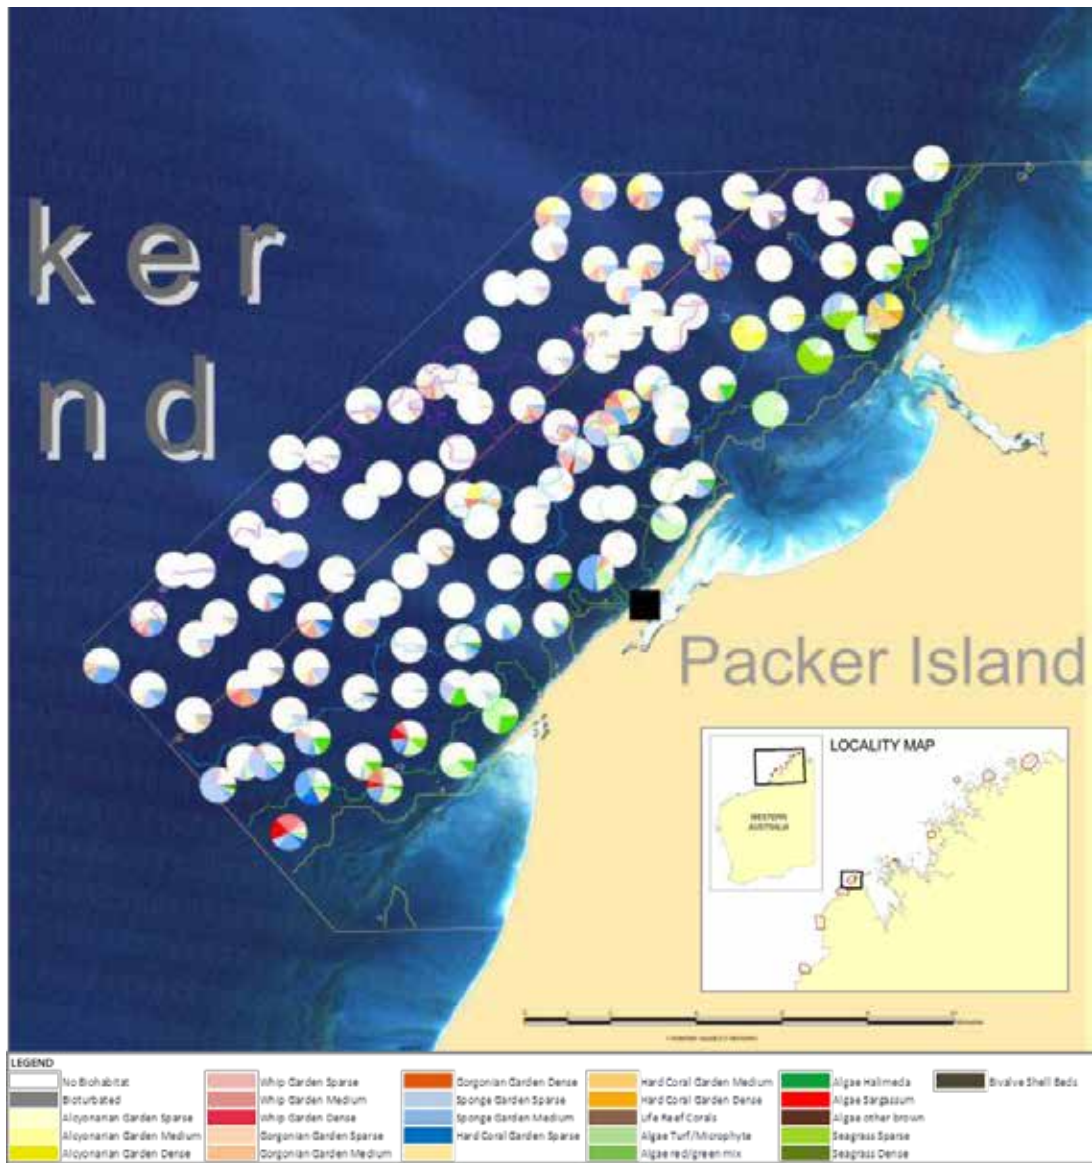 ker
nd
Packer Island
LOCALITY MAP
WESTERN
AUSTRALIA
LEGEND
No Biohabitat
Bioturbated
Alcyonarian Garden Sparse
Alcyonarian Garden Medium
Alcyonarian Garden Dense
Whip Garden Sparse
Whip Garden Medium
Whip Garden Dense
Gorgonian Garden Sparse
Gorgonian Garden Medium
Gorgonian Garden Dense
Sponge Garden Sparse
Sponge Garden Medium
Hard Coral Garden Sparse
Hard Coral Garden Medium
Hard Coral Garden Dense
Life Reef Corals
Algae Turf/Microphyte
Algae red/green mix
Algae Halimeda
Algae Sargassum
Algae other brown
Seagrass Sparse
Seagrass Dense
Bivalve Shell Beds